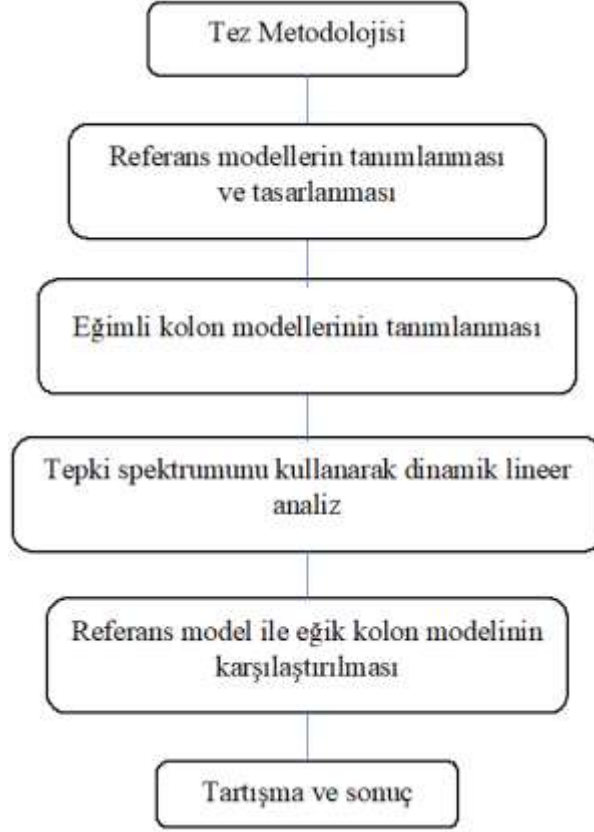 Tez Metodolojisi
Referans modellerin tanımlanması
ve tasarlanması
Eğimli kolon modellerinin tanımlanması
Tepki spektrumunu kullanarak dinamik lineer
analiz
Referans model ile eğik kolon modelinin
karşılaştırılması
Tartışma ve sonuç